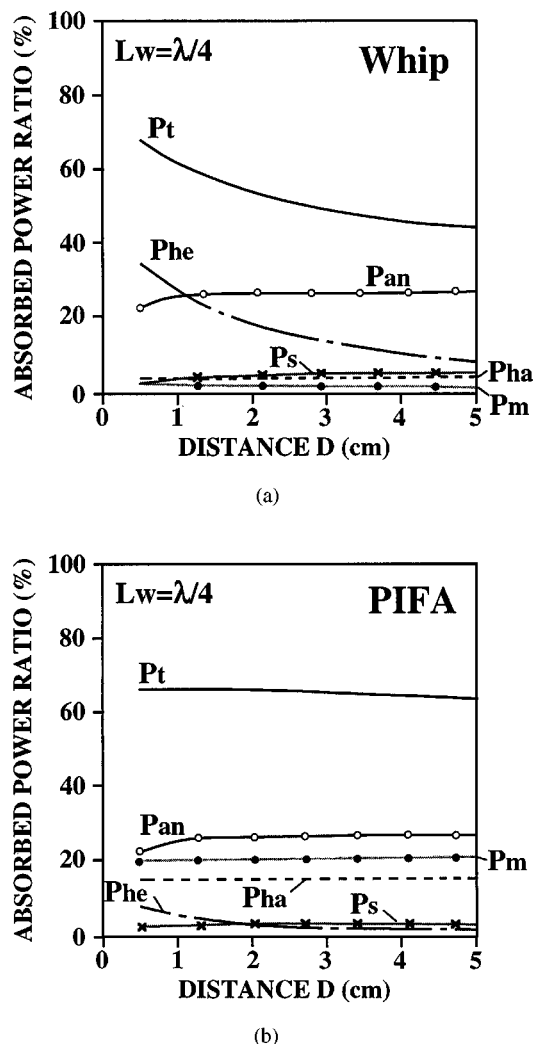 ABSORBED POWER RATIO (%)
100
80
60
40
20
0
Lw=λ/4
Whip
Pt
Phe
Pan
Ps
Pha
Pm
0 1 2 3 4 5
DISTANCE D (cm)
(a)
ABSORBED POWER RATIO (%)
100
80
60
40
20
0
Lw=λ/4
PIFA
Pt
Pan
Pm
Phe
Pha
Ps
0 1 2 3 4 5
DISTANCE D (cm)
(b)